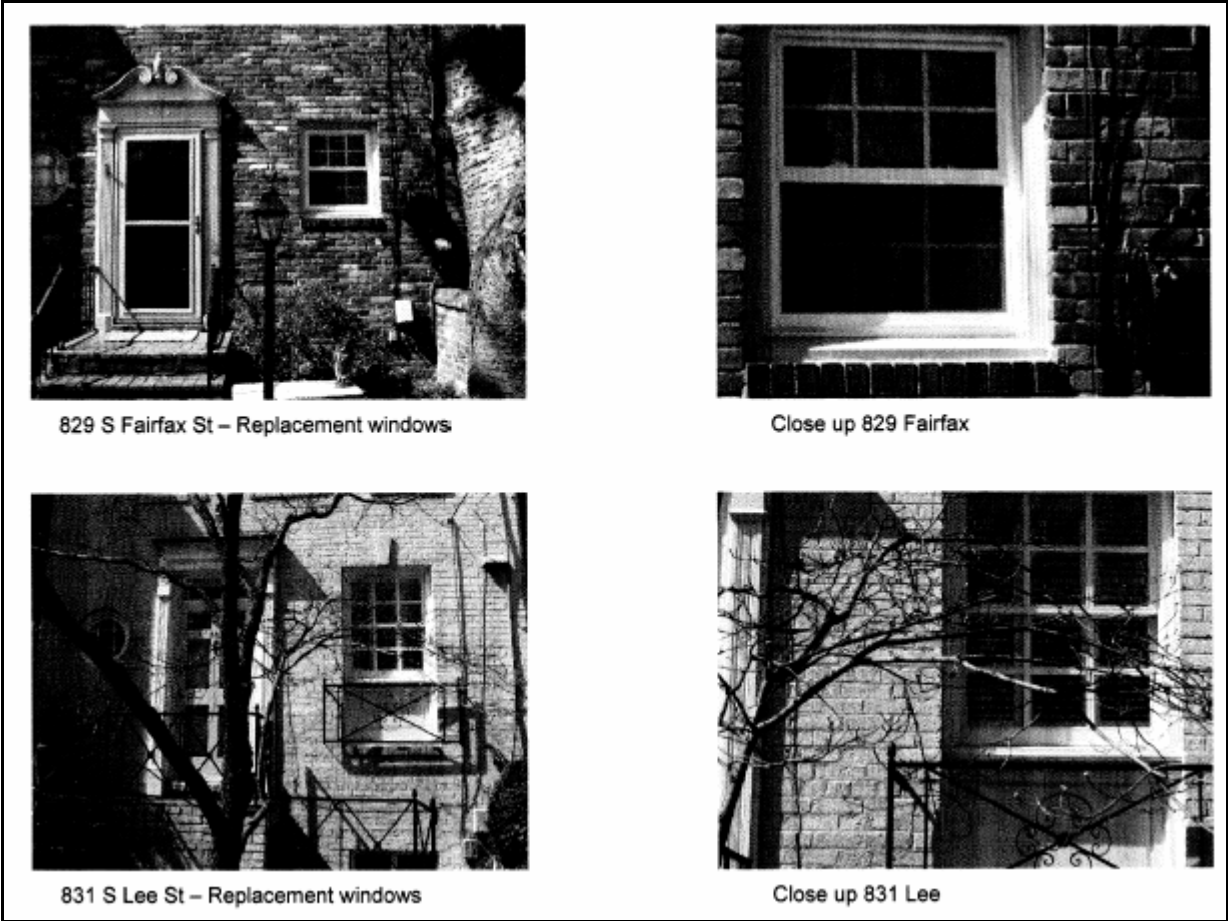 829 S Fairfax St – Replacement windows
Close up 829 Fairfax
831 S Lee St – Replacement windows
Close up 831 Lee